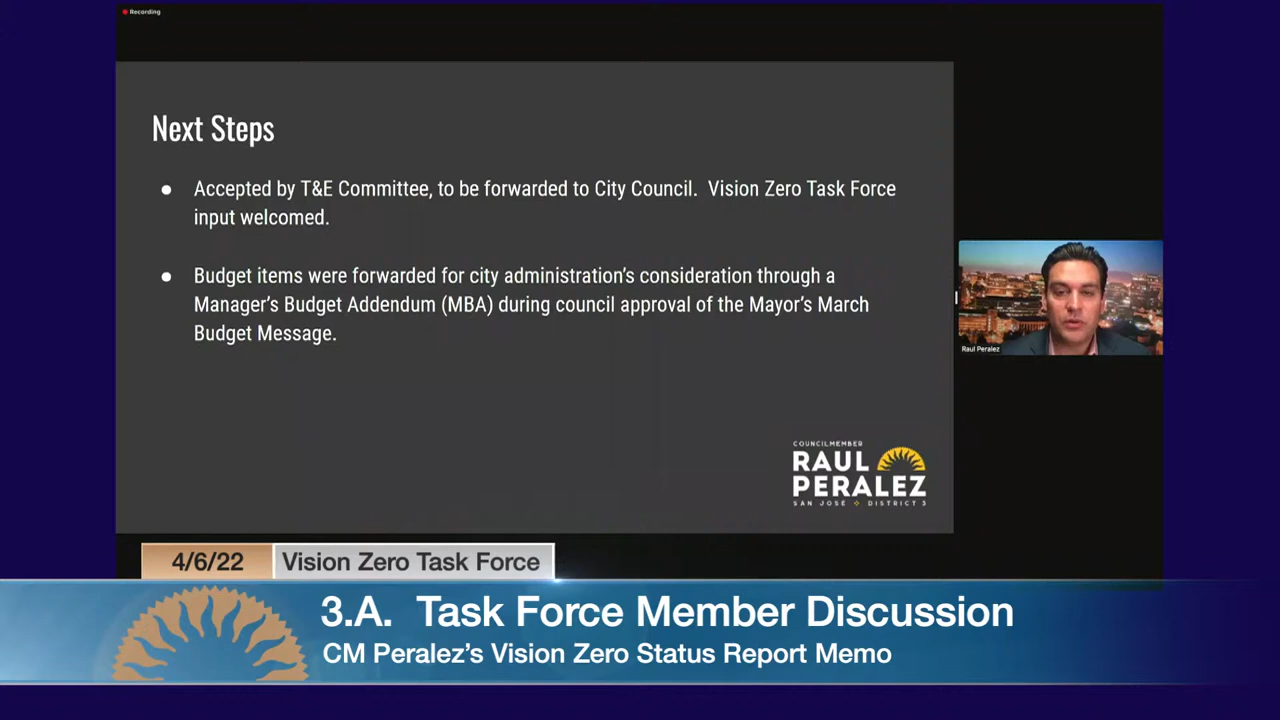 Recording
Next Steps
● Accepted by T&E Committee, to be forwarded to City Council. Vision Zero Task Force
input welcomed.
● Budget items were forwarded for city administration's consideration through a
Manager's Budget Addendum (MBA) during council approval of the Mayor's March
Budget Message.
Raul Peralez
COUNCILMEMBER
RAUL
PERALEZ
SAN JOSE ✧ DISTRICT 3
4/6/22 Vision Zero Task Force
3.A. Task Force Member Discussion
CM Peralez's Vision Zero Status Report Memo